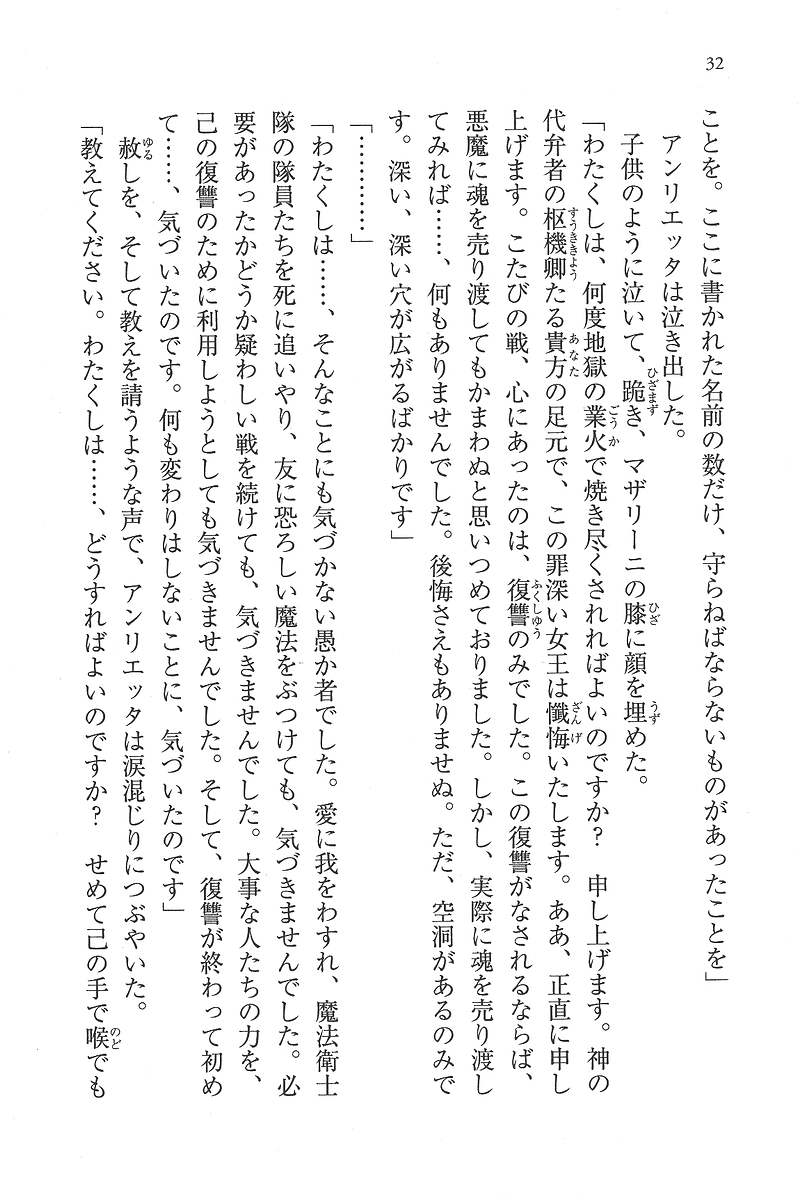 32
ことを。ここに書かれた名前の数だけ、守らねばならないものがあったことを」
アンリエッタは泣き出した。
子供のように泣いて、跪き、マザリーニの膝に顔を埋めた。
「わたくしは、何度地獄の業火で焼き尽くされればよいのですか？　申し上げます。神の
代弁者の枢機卿たる貴方の足元で、この罪深い女王は懺悔いたします。ああ、正直に申し
上げます。こたびの戦、心にあったのは、復讐のみでした。この復讐がなされるならば、
悪魔に魂を売り渡してもかまわぬと思いつめておりました。しかし、実際に魂を売り渡し
てみれば……、何もありませんでした。後悔さえもありませぬ。ただ、空洞があるのみで
す。深い、深い穴が広がるばかりです」
「…………」
「わたくしは……、そんなことにも気づかない愚か者でした。愛に我をわすれ、魔法衛士
隊の隊員たちを死に追いやり、友に恐ろしい魔法をぶつけても、気づきませんでした。必
要があったかどうか疑わしい戦を続けても、気づきませんでした。大事な人たちの力を、
己の復讐のために利用しようとしても気づきませんでした。そして、復讐が終わって初め
て……、気づいたのです。何も変わりはしないことに、気づいたのです」
赦しを、そして教えを請うような声で、アンリエッタは涙混じりにつぶやいた。
「教えてください。わたくしは……、どうすればよいのですか？　せめて己の手で喉でも